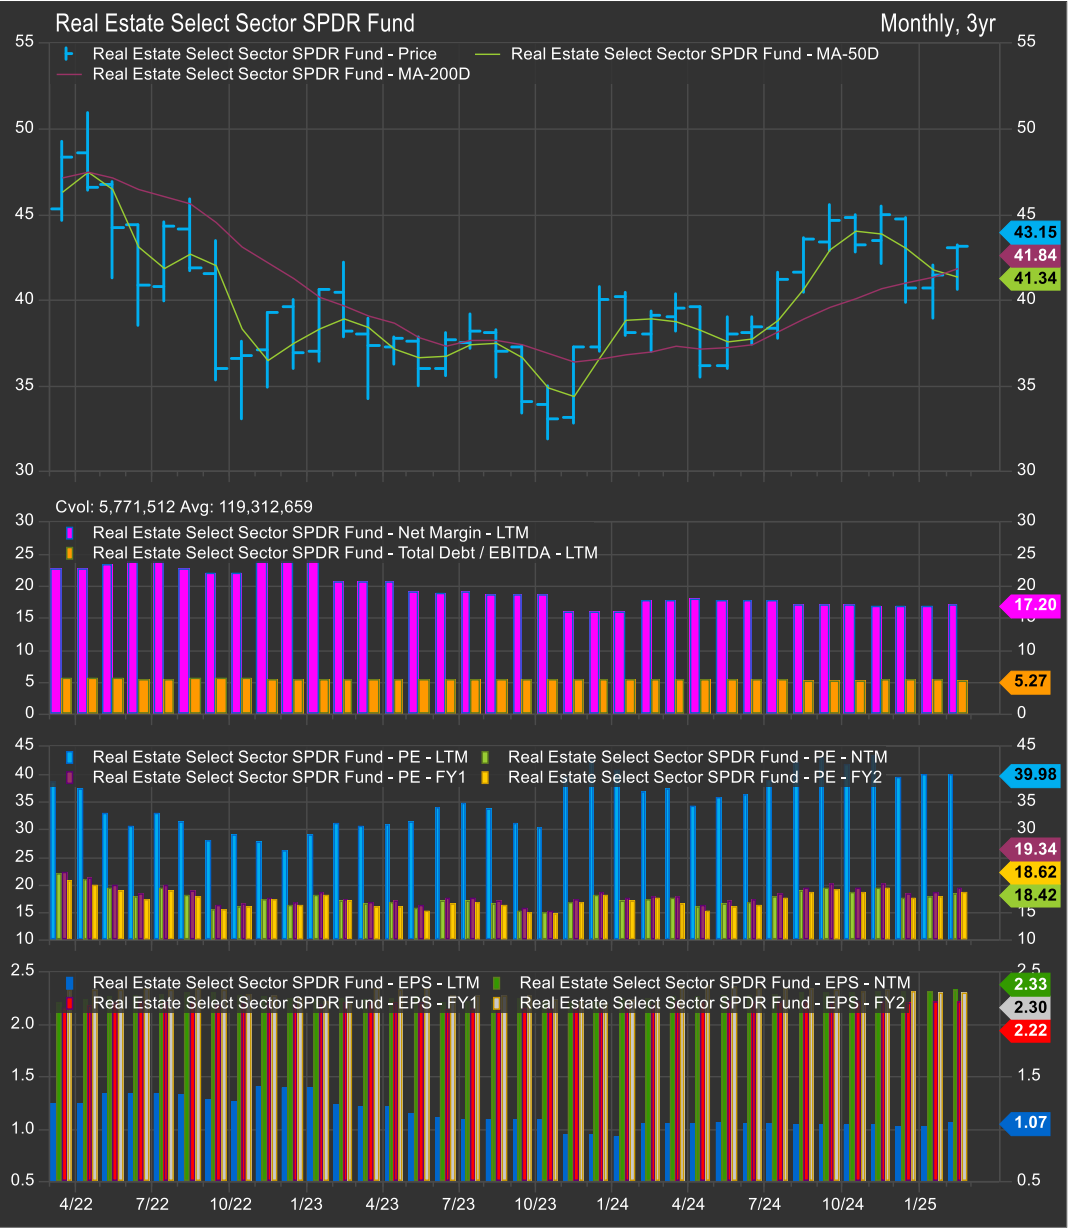 Real Estate Select Sector SPDR Fund Monthly, 3yr
55 55
Real Estate Select Sector SPDR Fund - Price Real Estate Select Sector SPDR Fund - MA-50D
Real Estate Select Sector SPDR Fund - MA-200D
50 50
45 45
43.15
41.84
41.34
40 40
35 35
30 30
Cvol: 5,771,512 Avg: 119,312,659
30 30
Real Estate Select Sector SPDR Fund - Net Margin - LTM
25 Real Estate Select Sector SPDR Fund - Total Debt / EBITDA - LTM 25
20 20
17.20
15 15
10 10
5 5.27
0 0
45 45
Real Estate Select Sector SPDR Fund - PE - LTM Real Estate Select Sector SPDR Fund - PE - NTM
40 Real Estate Select Sector SPDR Fund - PE - FY1 Real Estate Select Sector SPDR Fund - PE - FY2 39.98
35 35
30 30
25 19.34
20 18.62
18.42
15 15
10 10
2.5 2.5
Real Estate Select Sector SPDR Fund - EPS - LTM Real Estate Select Sector SPDR Fund - EPS - NTM 2.33
Real Estate Select Sector SPDR Fund - EPS - FY1 Real Estate Select Sector SPDR Fund - EPS - FY2 2.30
2.0 2.22
1.5 1.5
1.0 1.07
0.5 0.5
4/22 7/22 10/22 1/23 4/23 7/23 10/23 1/24 4/24 7/24 10/24 1/25